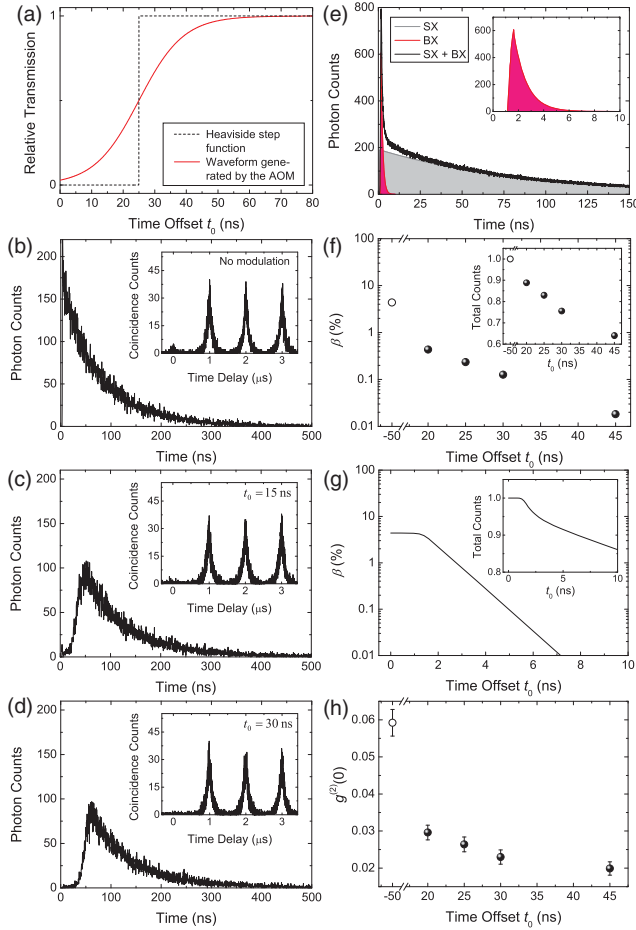 (a)
Relative Transmission
1
0
0 10 20 30 40 50 60 70 80
Time Offset t₀ (ns)
Heaviside step
function
Waveform gene-
rated by the AOM
(b)
Photon Counts
200
150
100
50
0
0 100 200 300 400 500
Time (ns)
No modulation
Coincidence Counts
45
30
15
0
0 1 2 3
Time Delay (μs)
(c)
Photon Counts
200
150
100
50
0
0 100 200 300 400 500
Time (ns)
t₀ = 15 ns
Coincidence Counts
45
30
15
0
0 1 2 3
Time Delay (μs)
(d)
Photon Counts
200
150
100
50
0
0 100 200 300 400 500
Time (ns)
t₀ = 30 ns
Coincidence Counts
45
30
15
0
0 1 2 3
Time Delay (μs)
(e)
Photon Counts
800
600
400
200
0
0 25 50 75 100 125 150
Time (ns)
SX
BX
SX + BX
600
400
200
0
0 2 4 6 8 10
(f)
β (%)
100
10
1
0.1
0.01
-50 20 25 30 35 40 45
Time Offset t₀ (ns)
Total Counts
1.0
0.9
0.8
0.7
0.6
-50 20 25 30 35 40 45
t₀ (ns)
(g)
β (%)
100
10
1
0.1
0.01
0 2 4 6 8 10
Time Offset t₀ (ns)
Total Counts
1.0
0.9
0.8
0 5 10
t₀ (ns)
(h)
g⁽²⁾(0)
0.06
0.05
0.04
0.03
0.02
-50 20 25 30 35 40 45
Time Offset t₀ (ns)